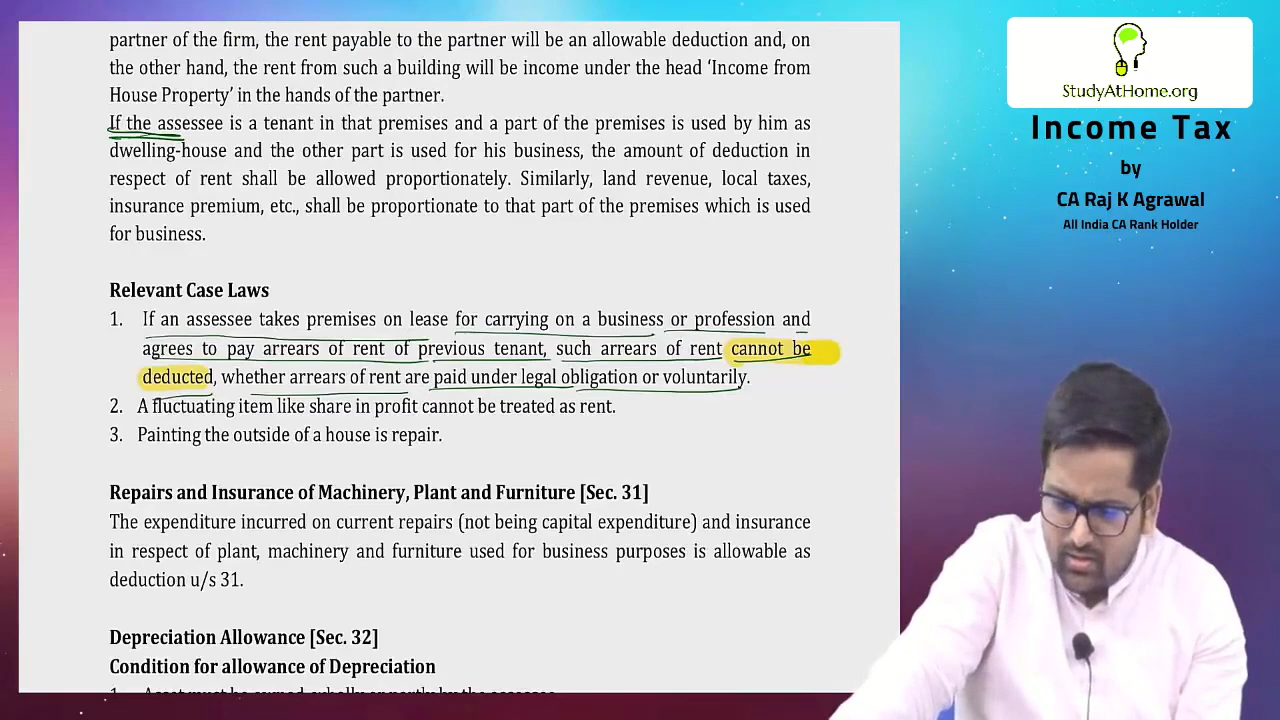 partner of the firm, the rent payable to the partner will be an allowable deduction and, on
the other hand, the rent from such a building will be income under the head ‘Income from
House Property’ in the hands of the partner.
If the assessee is a tenant in that premises and a part of the premises is used by him as
dwelling-house and the other part is used for his business, the amount of deduction in
respect of rent shall be allowed proportionately. Similarly, land revenue, local taxes,
insurance premium, etc., shall be proportionate to that part of the premises which is used
for business.
Relevant Case Laws
1. If an assessee takes premises on lease for carrying on a business or profession and
agrees to pay arrears of rent of previous tenant, such arrears of rent cannot be
deducted, whether arrears of rent are paid under legal obligation or voluntarily.
2. A fluctuating item like share in profit cannot be treated as rent.
3. Painting the outside of a house is repair.
Repairs and Insurance of Machinery, Plant and Furniture [Sec. 31]
The expenditure incurred on current repairs (not being capital expenditure) and insurance
in respect of plant, machinery and furniture used for business purposes is allowable as
deduction u/s 31.
Depreciation Allowance [Sec. 32]
Condition for allowance of Depreciation
1. Asset must be owned, wholly or partly by the assessee
StudyAtHome.org
Income Tax
by
CA Raj K Agrawal
All India CA Rank Holder